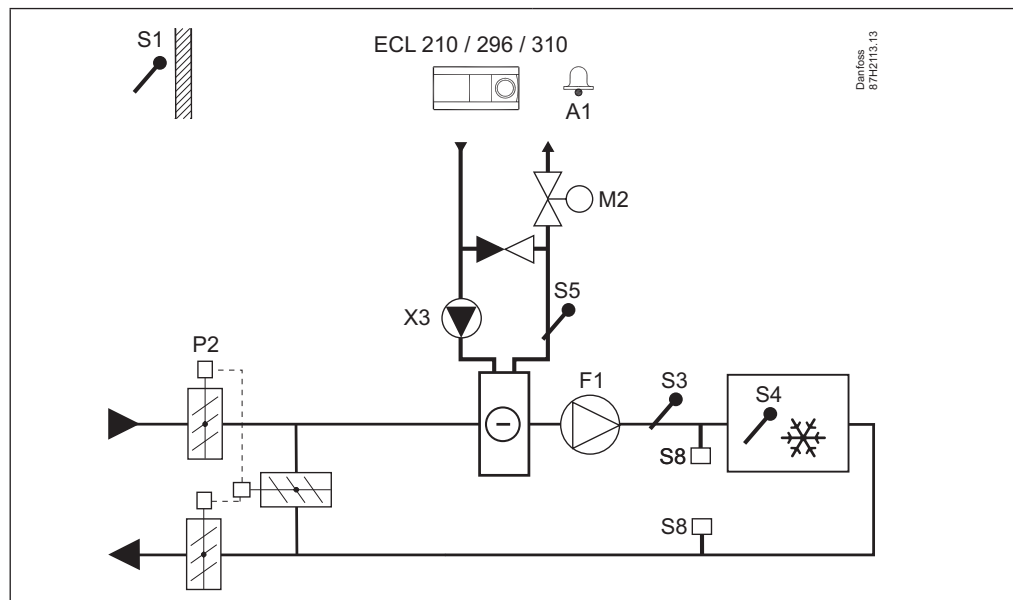 S1
ECL 210 / 296 / 310
A1
Danfoss
87H2113.13
M2
S5
X3
P2
F1
S3
S4
S8
S8